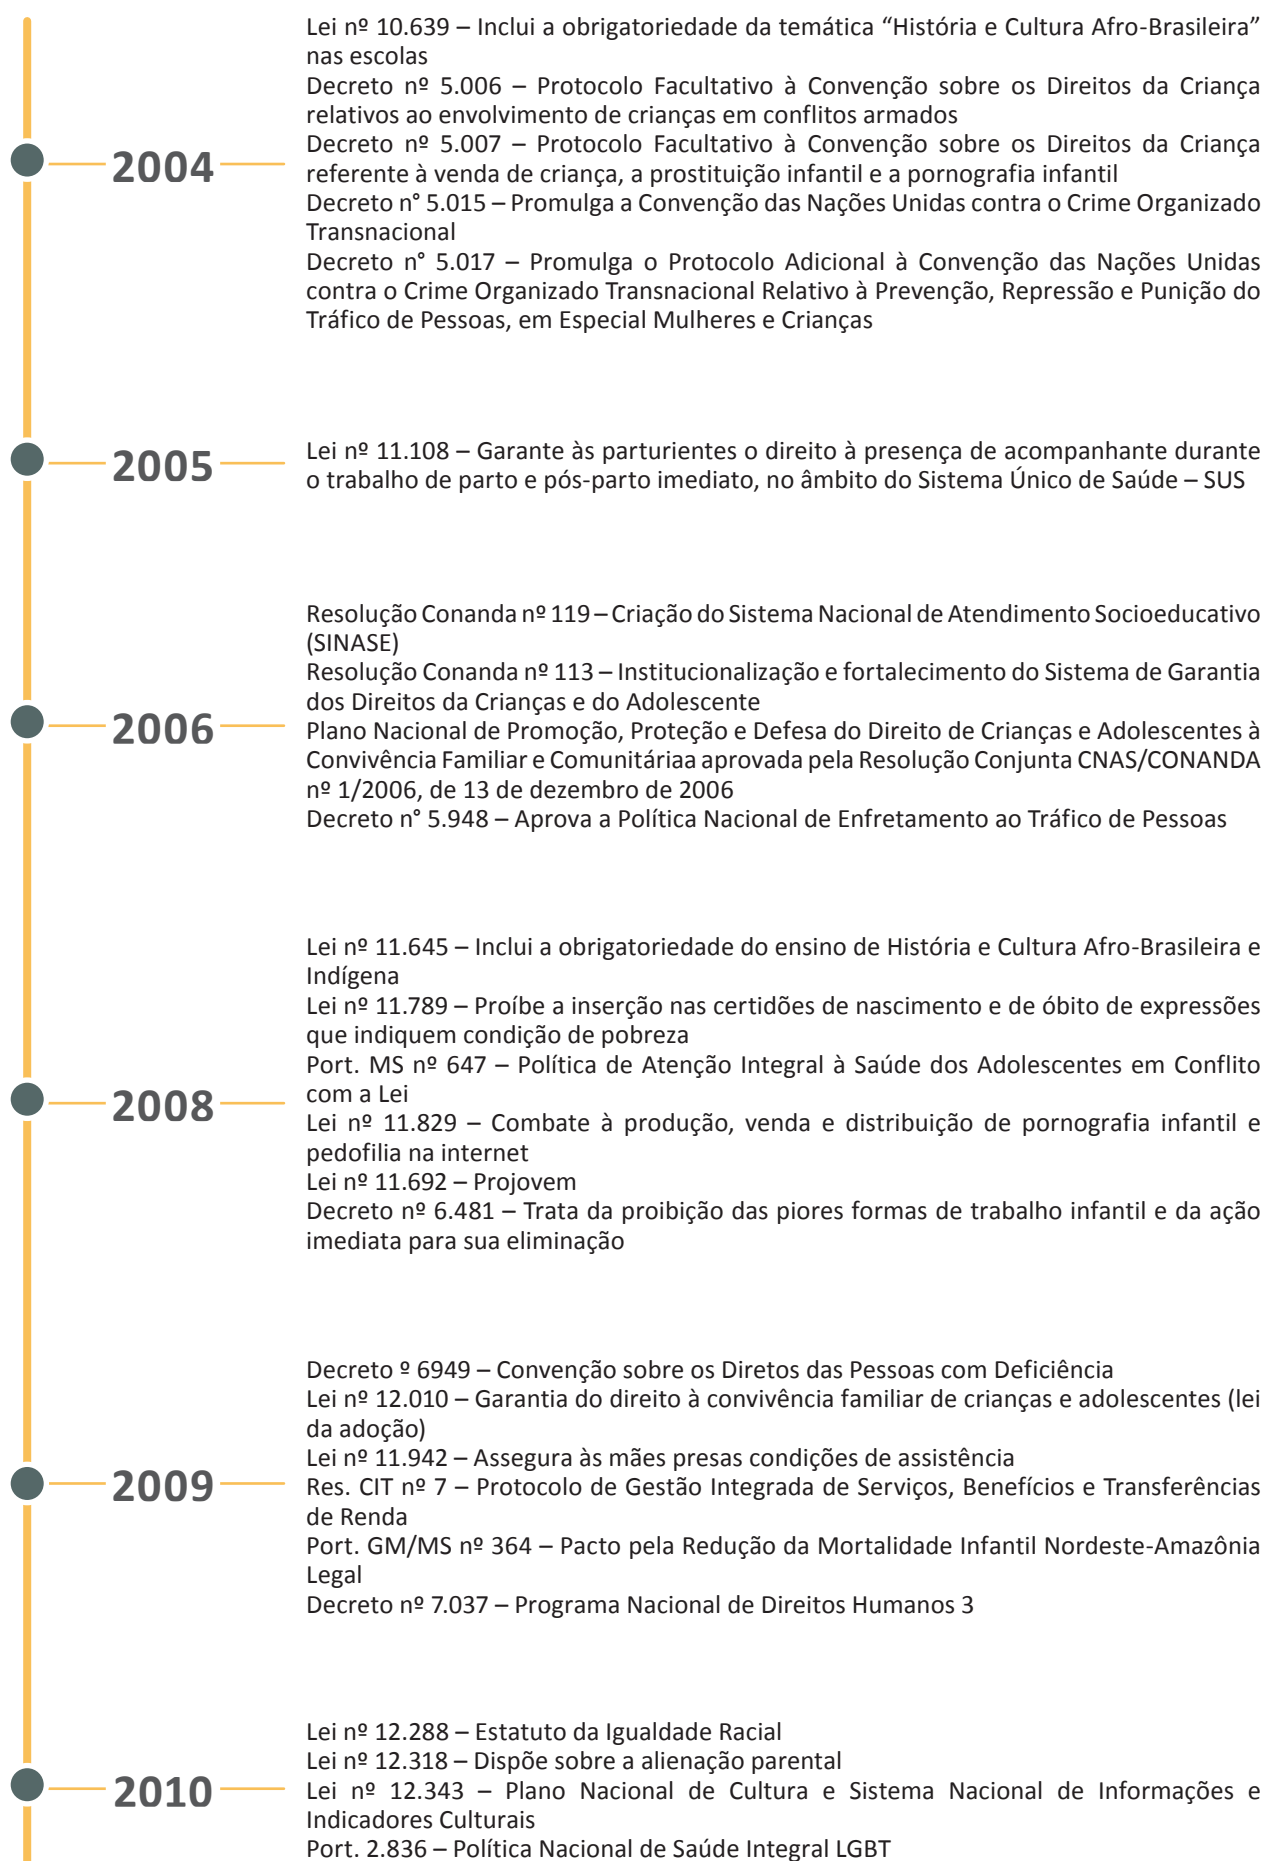 Lei nº 10.639 – Inclui a obrigatoriedade da temática “História e Cultura Afro-Brasileira”
nas escolas
Decreto nº 5.006 – Protocolo Facultativo à Convenção sobre os Direitos da Criança
relativos ao envolvimento de crianças em conflitos armados
2004
Decreto nº 5.007 – Protocolo Facultativo à Convenção sobre os Direitos da Criança
referente à venda de criança, a prostituição infantil e a pornografia infantil
Decreto n° 5.015 – Promulga a Convenção das Nações Unidas contra o Crime Organizado
Transnacional
Decreto n° 5.017 – Promulga o Protocolo Adicional à Convenção das Nações Unidas
contra o Crime Organizado Transnacional Relativo à Prevenção, Repressão e Punição do
Tráfico de Pessoas, em Especial Mulheres e Crianças
2005
Lei nº 11.108 – Garante às parturientes o direito à presença de acompanhante durante
o trabalho de parto e pós-parto imediato, no âmbito do Sistema Único de Saúde – SUS
Resolução Conanda nº 119 – Criação do Sistema Nacional de Atendimento Socioeducativo
(SINASE)
Resolução Conanda nº 113 – Institucionalização e fortalecimento do Sistema de Garantia
dos Direitos da Crianças e do Adolescente
2006
Plano Nacional de Promoção, Proteção e Defesa do Direito de Crianças e Adolescentes à
Convivência Familiar e Comunitáriaa aprovada pela Resolução Conjunta CNAS/CONANDA
nº 1/2006, de 13 de dezembro de 2006
Decreto n° 5.948 – Aprova a Política Nacional de Enfretamento ao Tráfico de Pessoas
Lei nº 11.645 – Inclui a obrigatoriedade do ensino de História e Cultura Afro-Brasileira e
Indígena
Lei nº 11.789 – Proíbe a inserção nas certidões de nascimento e de óbito de expressões
que indiquem condição de pobreza
Port. MS nº 647 – Política de Atenção Integral à Saúde dos Adolescentes em Conflito
com a Lei
2008
Lei nº 11.829 – Combate à produção, venda e distribuição de pornografia infantil e
pedofilia na internet
Lei nº 11.692 – Projovem
Decreto nº 6.481 – Trata da proibição das piores formas de trabalho infantil e da ação
imediata para sua eliminação
Decreto º 6949 – Convenção sobre os Diretos das Pessoas com Deficiência
Lei nº 12.010 – Garantia do direito à convivência familiar de crianças e adolescentes (lei
da adoção)
Lei nº 11.942 – Assegura às mães presas condições de assistência
2009
Res. CIT nº 7 – Protocolo de Gestão Integrada de Serviços, Benefícios e Transferências
de Renda
Port. GM/MS nº 364 – Pacto pela Redução da Mortalidade Infantil Nordeste-Amazônia
Legal
Decreto nº 7.037 – Programa Nacional de Direitos Humanos 3
Lei nº 12.288 – Estatuto da Igualdade Racial
Lei nº 12.318 – Dispõe sobre a alienação parental
2010
Lei nº 12.343 – Plano Nacional de Cultura e Sistema Nacional de Informações e
Indicadores Culturais
Port. 2.836 – Política Nacional de Saúde Integral LGBT